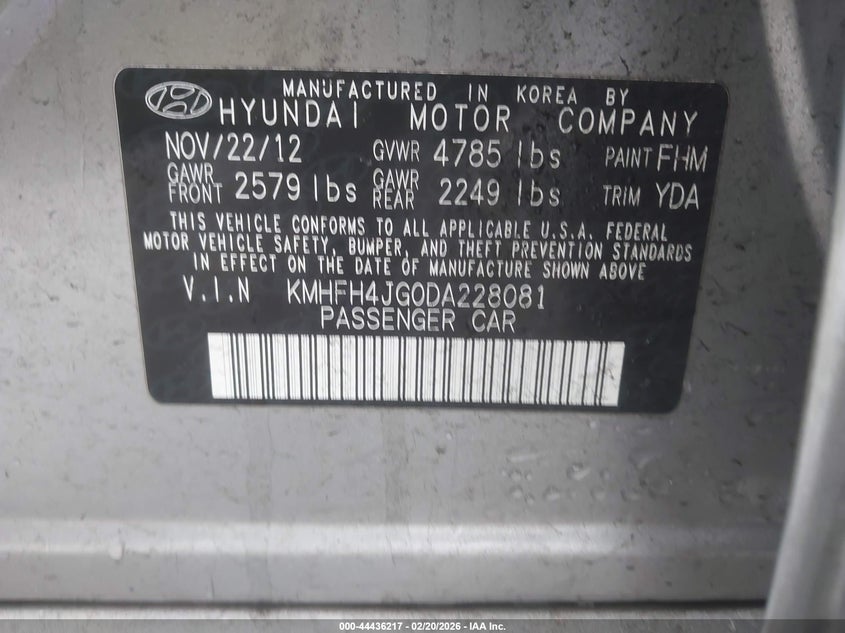 MANUFACTURED IN KOREA BY
HYUNDAI MOTOR COMPANY
NOV/22/12 GVWR 4785 lbs PAINT FHM
GAWR FRONT 2579 lbs GAWR REAR 2249 lbs TRIM YDA
THIS VEHICLE CONFORMS TO ALL APPLICABLE U.S.A. FEDERAL
MOTOR VEHICLE SAFETY, BUMPER, AND THEFT PREVENTION STANDARDS
IN EFFECT ON THE DATE OF MANUFACTURE SHOWN ABOVE
V.I.N KMHFH4JG0DA228081
PASSENGER CAR
000-44436217 | 02/20/2026 - IAA Inc.